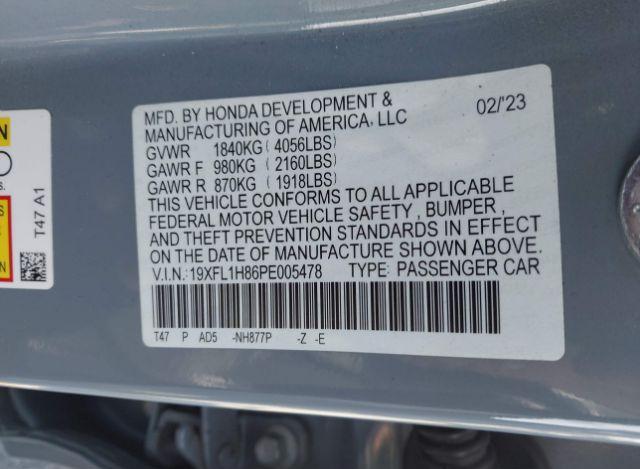 MFD. BY HONDA DEVELOPMENT & MANUFACTURING OF AMERICA, LLC 02/'23
GVWR 1840KG ( 4056LBS)
GAWR F 980KG ( 2160LBS)
GAWR R 870KG ( 1918LBS)
THIS VEHICLE CONFORMS TO ALL APPLICABLE
FEDERAL MOTOR VEHICLE SAFETY , BUMPER ,
AND THEFT PREVENTION STANDARDS IN EFFECT
ON THE DATE OF MANUFACTURE SHOWN ABOVE.
V.I.N.: 19XFL1H86PE005478 TYPE: PASSENGER CAR
T47 P AD5 -NH877P -Z -E
T47 A1